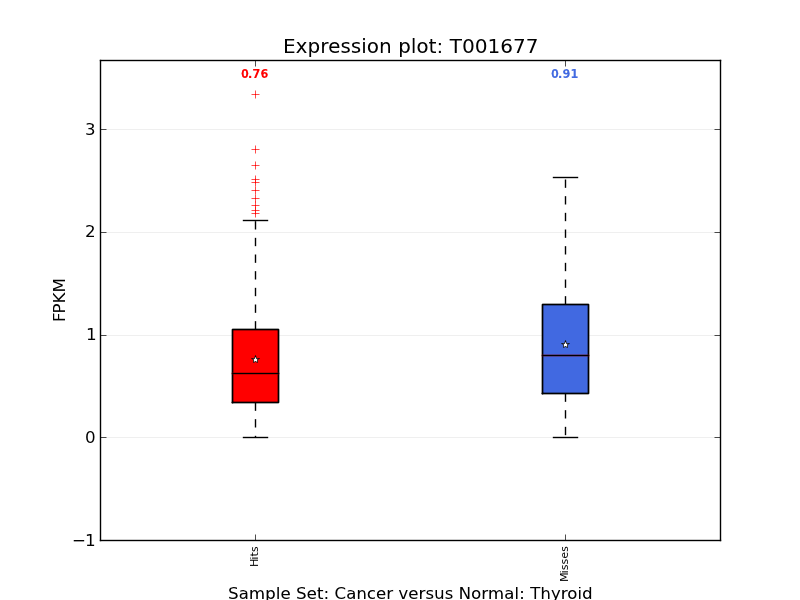 Expression plot: T001677
0.76
0.91
3
2
1
0
−1
FPKM
Hits
Misses
Sample Set: Cancer versus Normal: Thyroid